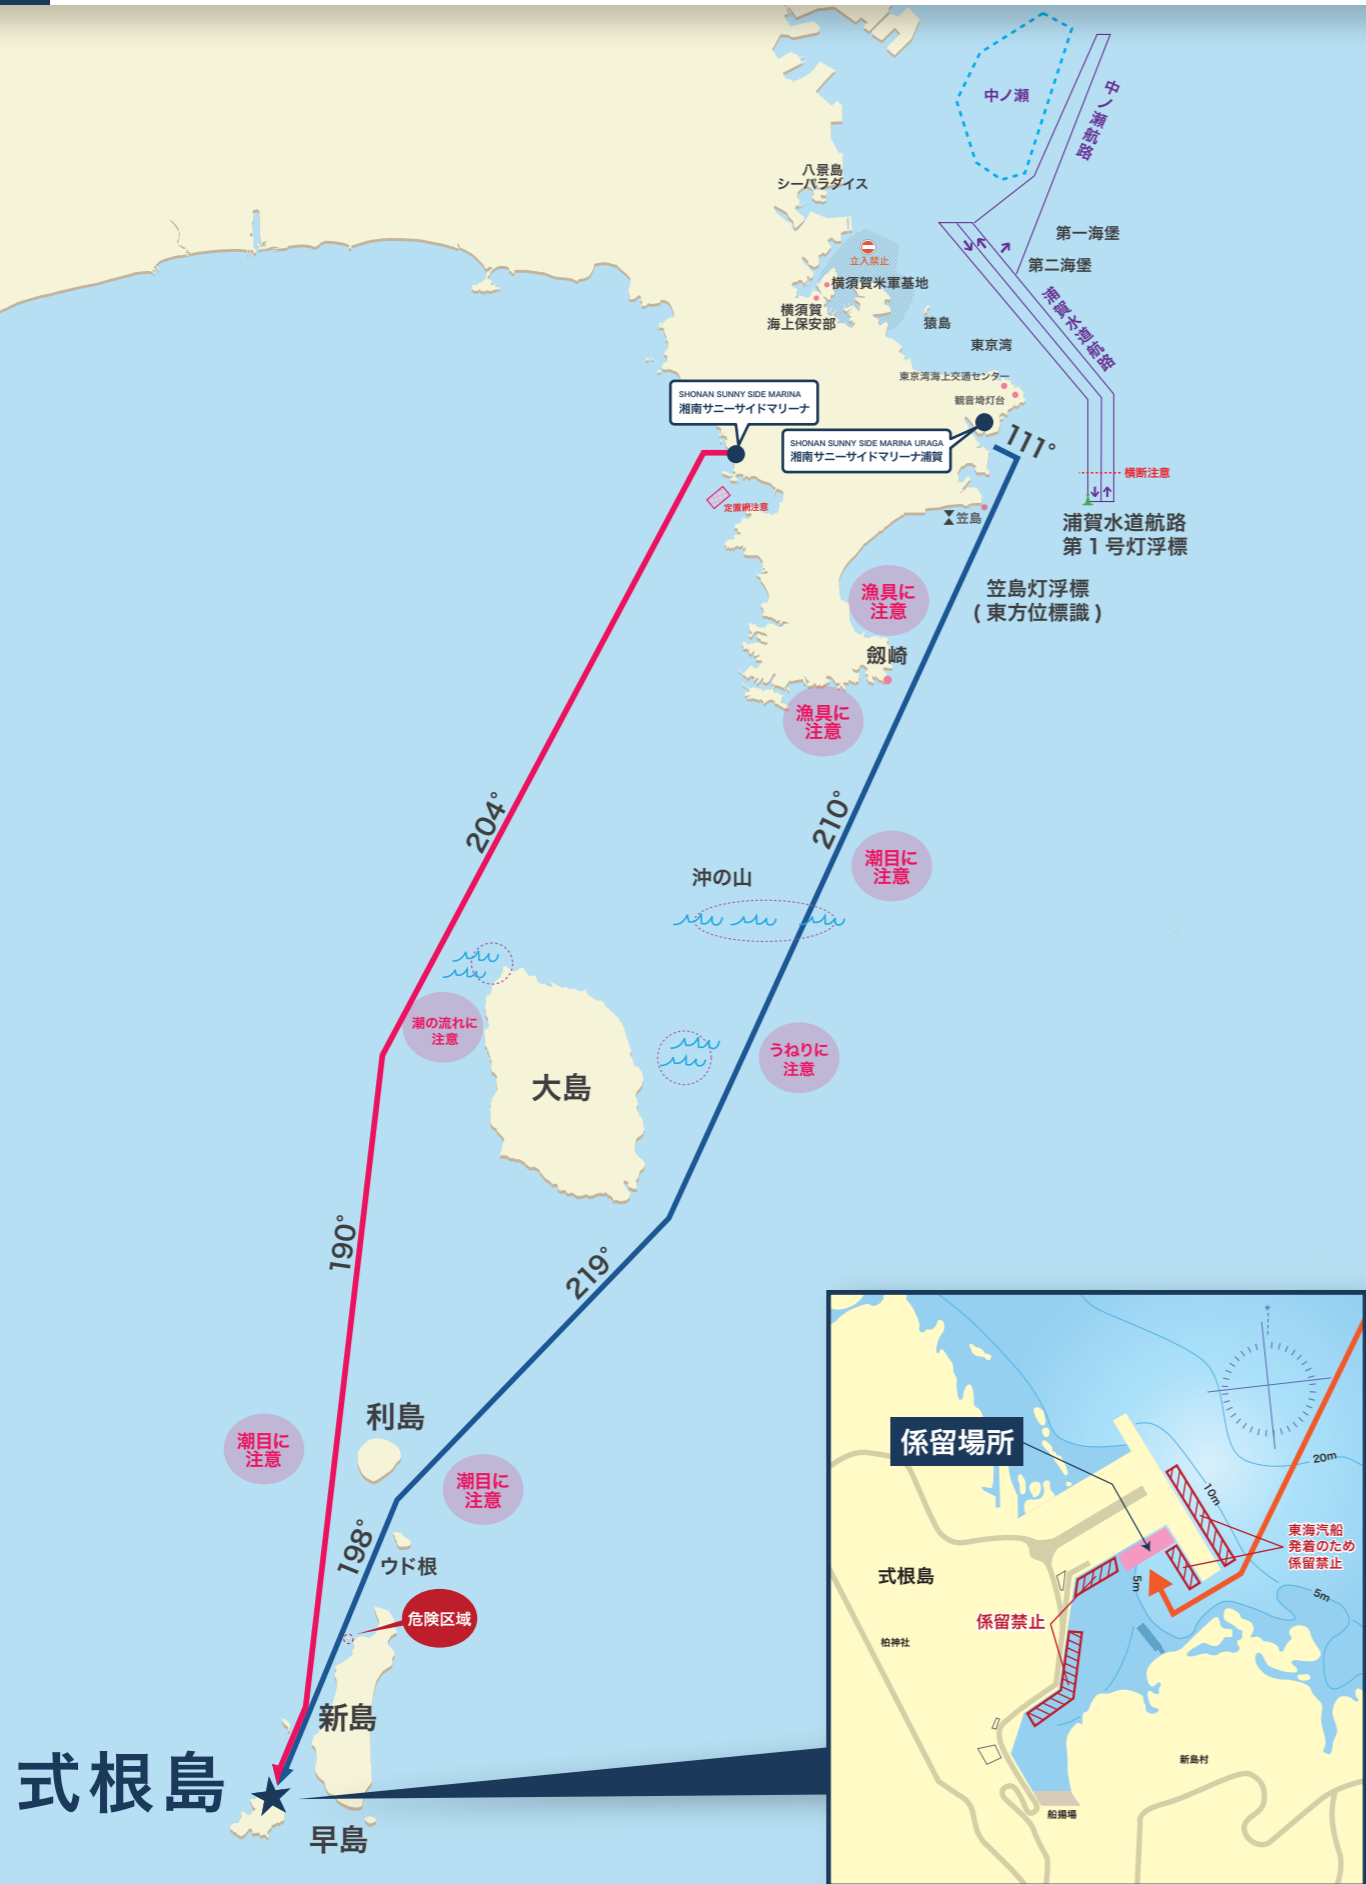 中ノ瀬
中ノ瀬航路
八景島
シーパラダイス
第一海堡
第二海堡
立入禁止
横須賀米軍基地
横須賀
海上保安部
猿島
浦賀水道航路
東京湾
東京湾海上交通センター
観音埼灯台
SHONAN SUNNY SIDE MARINA
湘南サニーサイドマリーナ
SHONAN SUNNY SIDE MARINA URAGA
湘南サニーサイドマリーナ浦賀
111°
横断注意
定置網注意
笠島
浦賀水道航路
第1号灯浮標
笠島灯浮標
(東方位標識)
漁具に
注意
劔崎
漁具に
注意
204°
210°
潮目に
注意
沖の山
潮の流れに
注意
うねりに
注意
大島
190°
219°
利島
潮目に
注意
潮目に
注意
198°
ウド根
危険区域
新島
式根島
早島
係留場所
20m
10m
東海汽船
発着のため
係留禁止
5m
5m
式根島
係留禁止
柏神社
新島村
船揚場